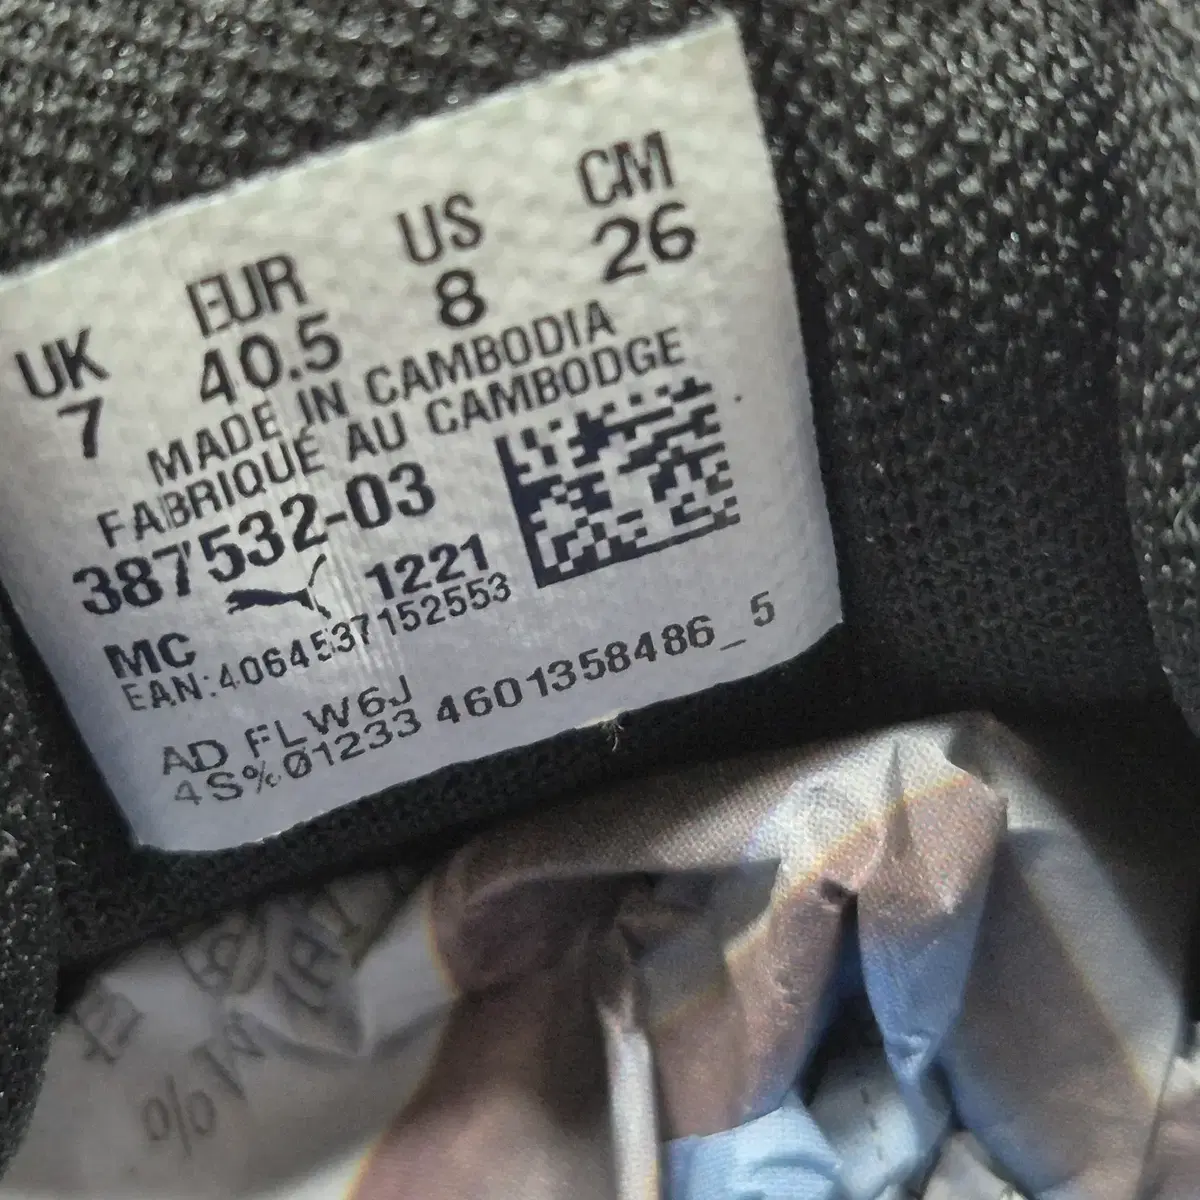 UK EUR US CM
7 40.5 8 26
MADE IN CAMBODIA
FABRIQUÉ AU CAMBODGE
387532-03
MC 1221
EAN:4064537152553
AD FLW6J
4S%01233 4601358486_5